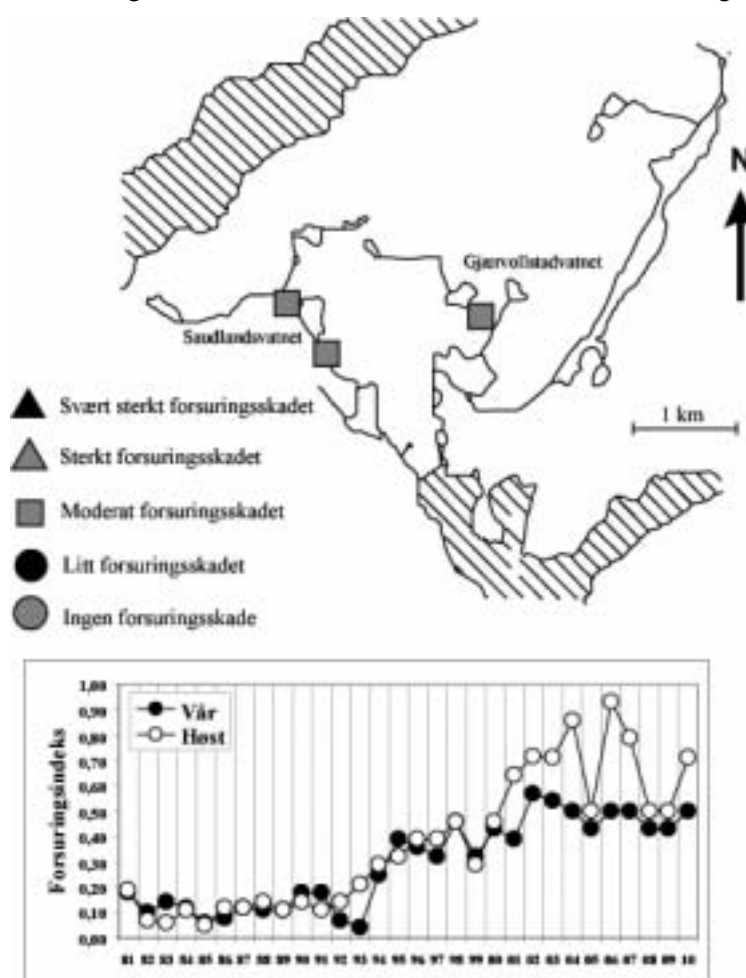 N
Gjærvollstadvatnet
Saudlandsvatnet
1 km
Svært sterkt forsuringsskadet
Sterkt forsuringsskadet
Moderat forsuringsskadet
Litt forsuringsskadet
Ingen forsuringsskade
Forsuringsindeks
1,00
0,90
0,80
0,70
0,60
0,50
0,40
0,30
0,20
0,10
0,00
Vår
Høst
81 82 83 84 85 86 87 88 89 90 91 92 93 94 95 96 97 98 99 00 01 02 03 04 05 06 07 08 09 10